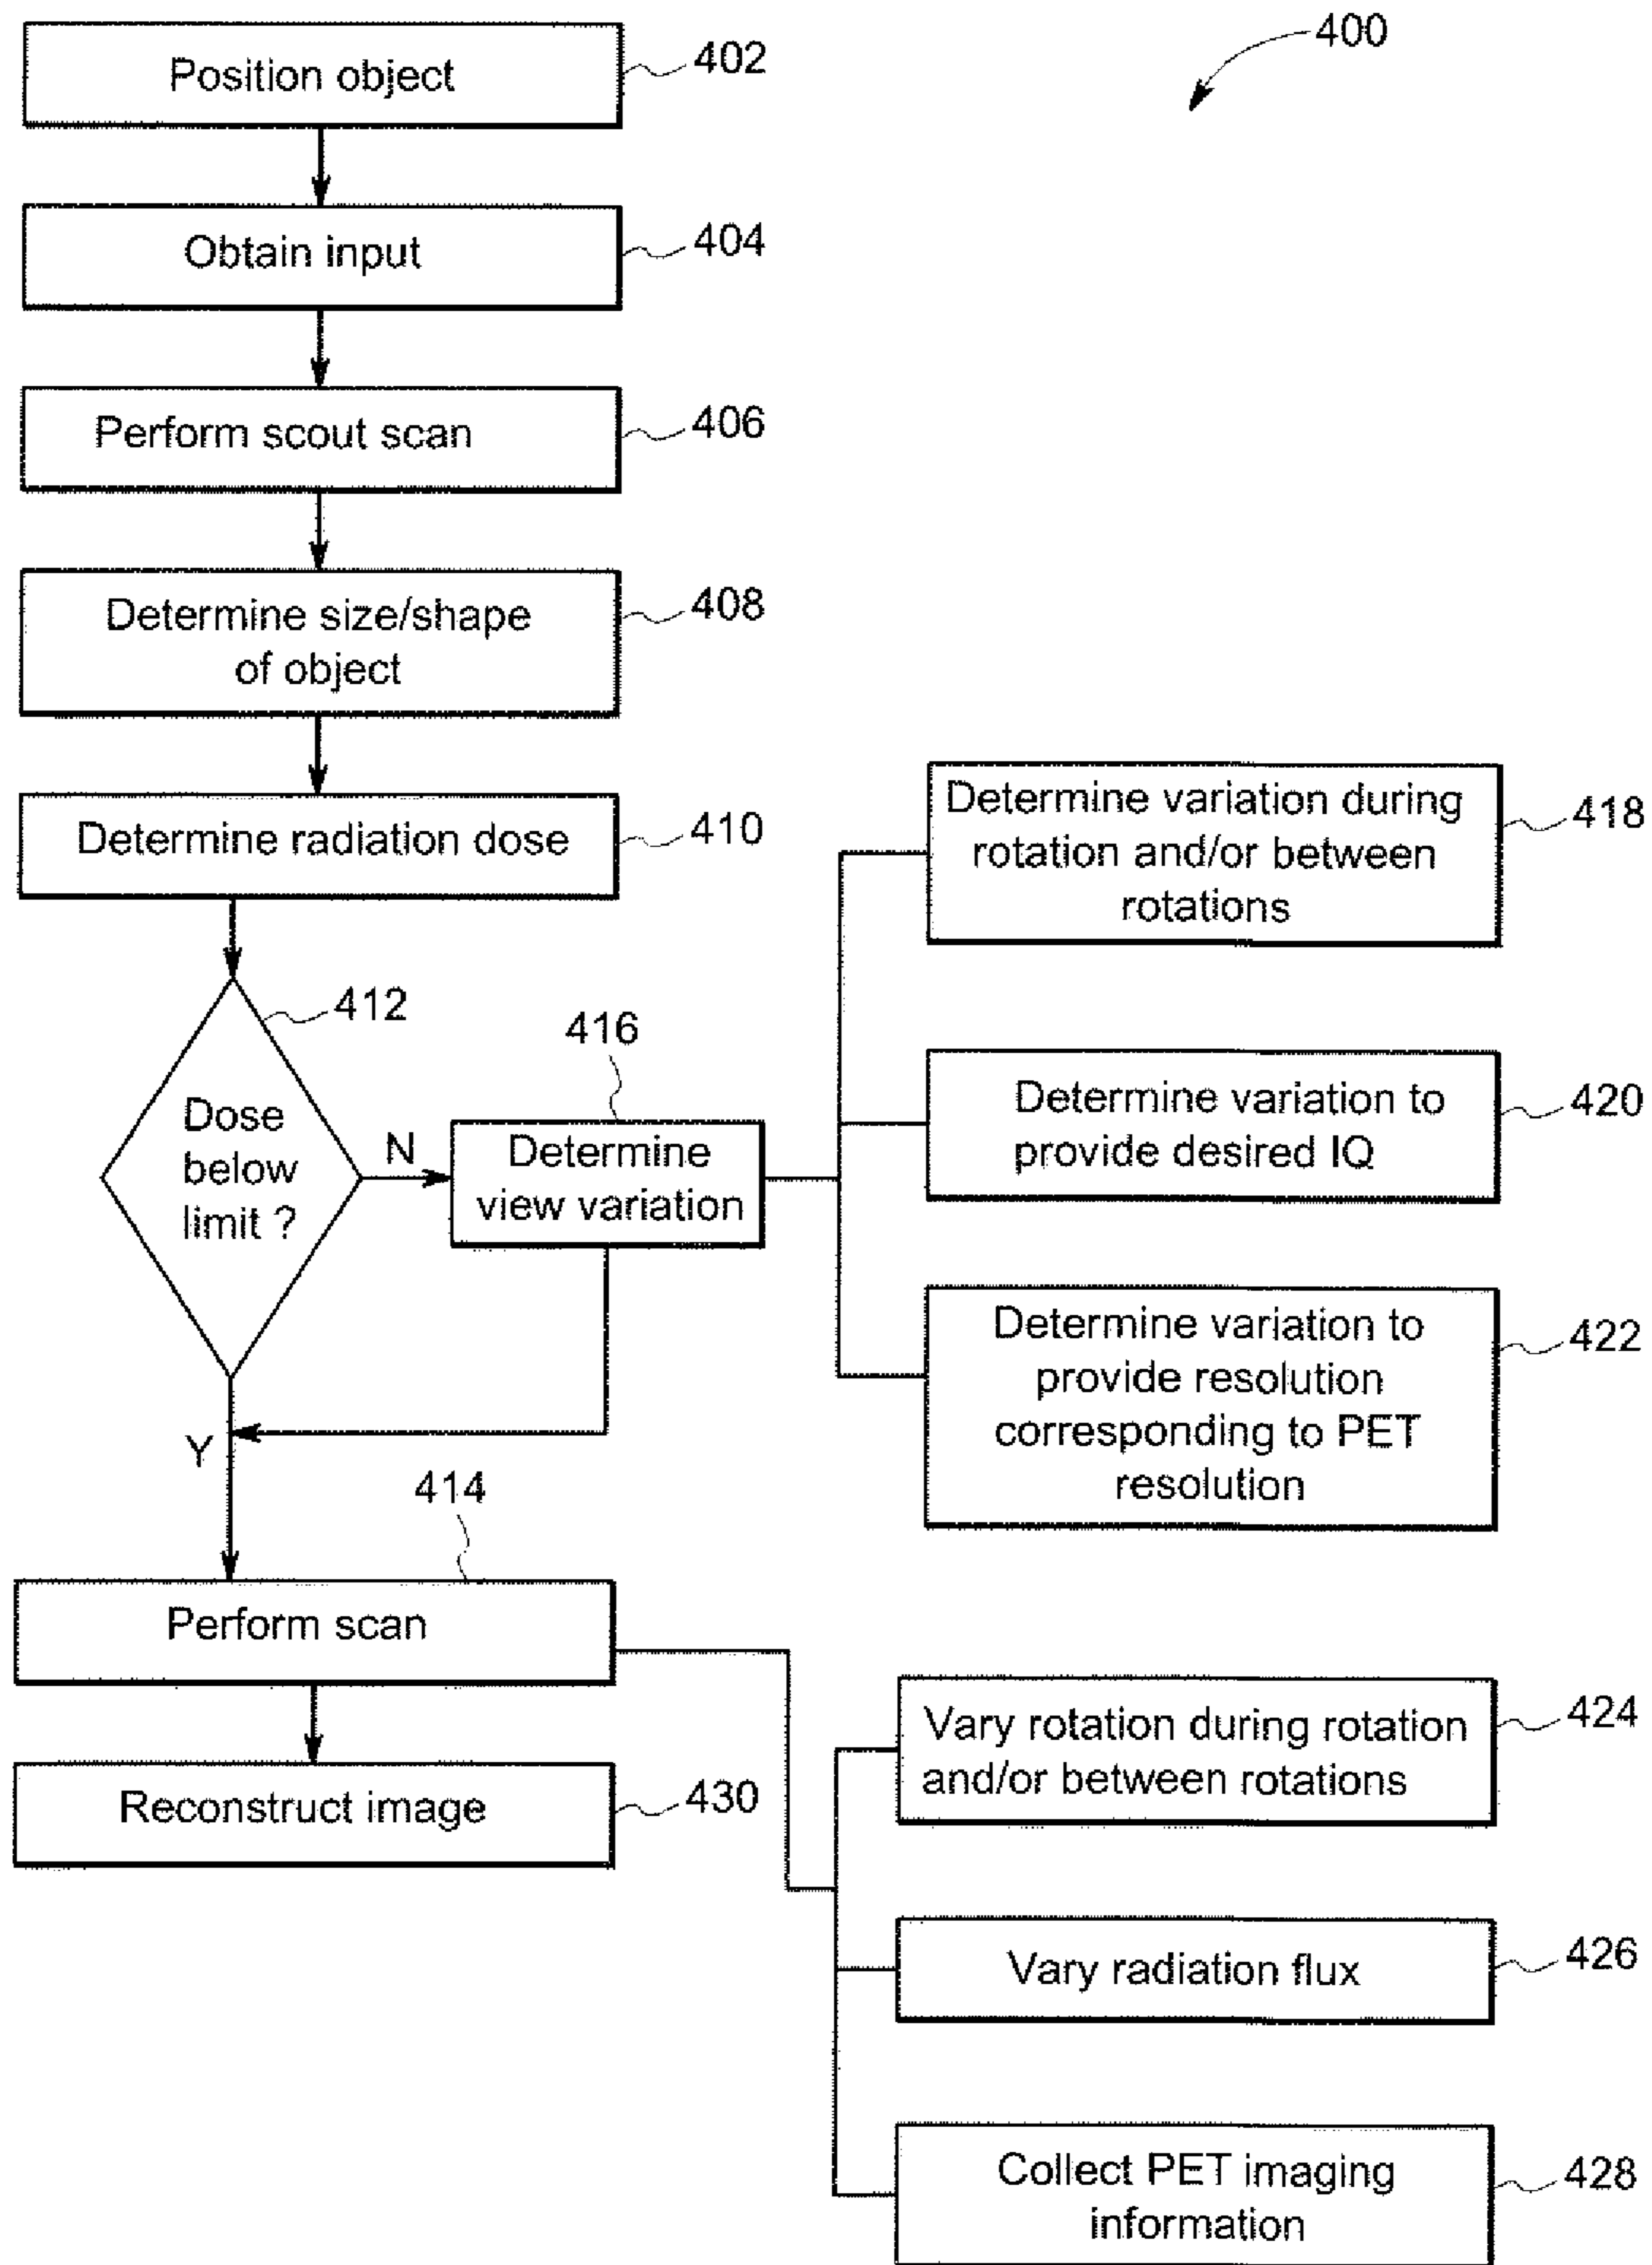 400
Position object
402
Obtain input
404
Perform scout scan
406
Determine size/shape
of object
408
Determine radiation dose
410
412
Dose
below
limit ?
N
Y
416
Determine
view variation
Determine variation during
rotation and/or between
rotations
418
Determine variation to
provide desired IQ
420
Determine variation to
provide resolution
corresponding to PET
resolution
422
414
Perform scan
Vary rotation during rotation
and/or between rotations
424
Vary radiation flux
426
Collect PET imaging
information
428
Reconstruct image
430